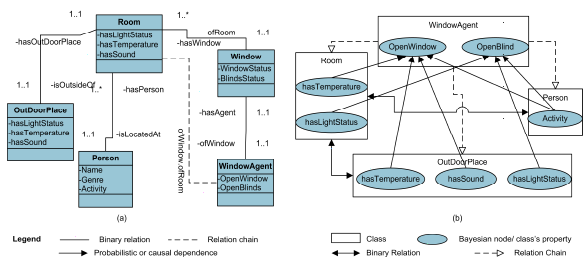 Room
-hasLightStatus
-hasTemperature
-hasSound
1..1
1..*
ofRoom
1..1
-hasOutDoorPlace
-hasWindow
Window
-WindowStatus
-BlindsStatus
1..1
-isOutsideOf
1..*
-hasPerson
OutDoorPlace
-hasLightStatus
-hasTemperature
-hasSound
1..1
-isLocatedAt
Person
-Name
-Genre
-Activity
-hasAgent
1..1
-ofWindow
1..1
oWindow.ofRoom
WindowAgent
-OpenWindow
-OpenBlinds
(a)
WindowAgent
OpenWindow
OpenBlind
Room
hasTemperature
hasLightStatus
Person
Activity
OutDoorPlace
hasTemperature
hasSound
hasLightStatus
(b)
Legend
Binary relation
Relation chain
Probilistic or causal dependence
Class
Bayesian node/ class's property
Binary Relation
Relation Chain